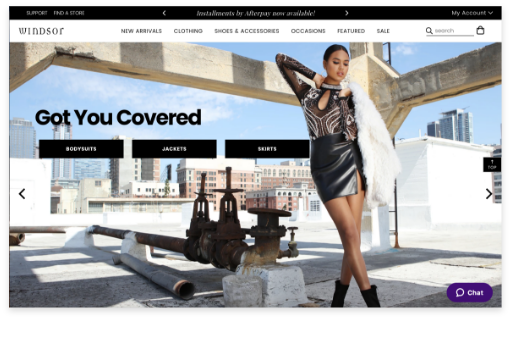 SUPPORT FIND A STORE
Installments by Afterpay now available!
My Account
WINDSOR
NEW ARRIVALS CLOTHING SHOES & ACCESSORIES OCCASIONS FEATURED SALE
search
Got You Covered
BODYSUITS JACKETS SKIRTS
TOP
Chat